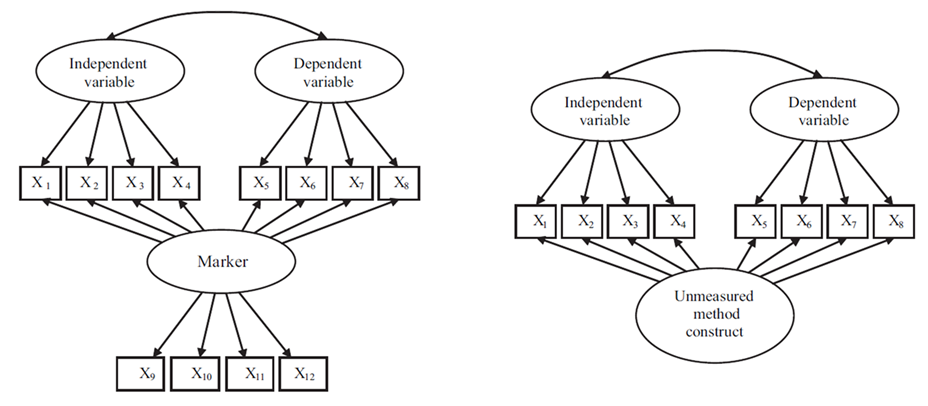 Independent variable
Dependent variable
X1 X2 X3 X4 X5 X6 X7 X8
Marker
X9 X10 X11 X12
Independent variable
Dependent variable
X1 X2 X3 X4 X5 X6 X7 X8
Unmeasured
method
construct